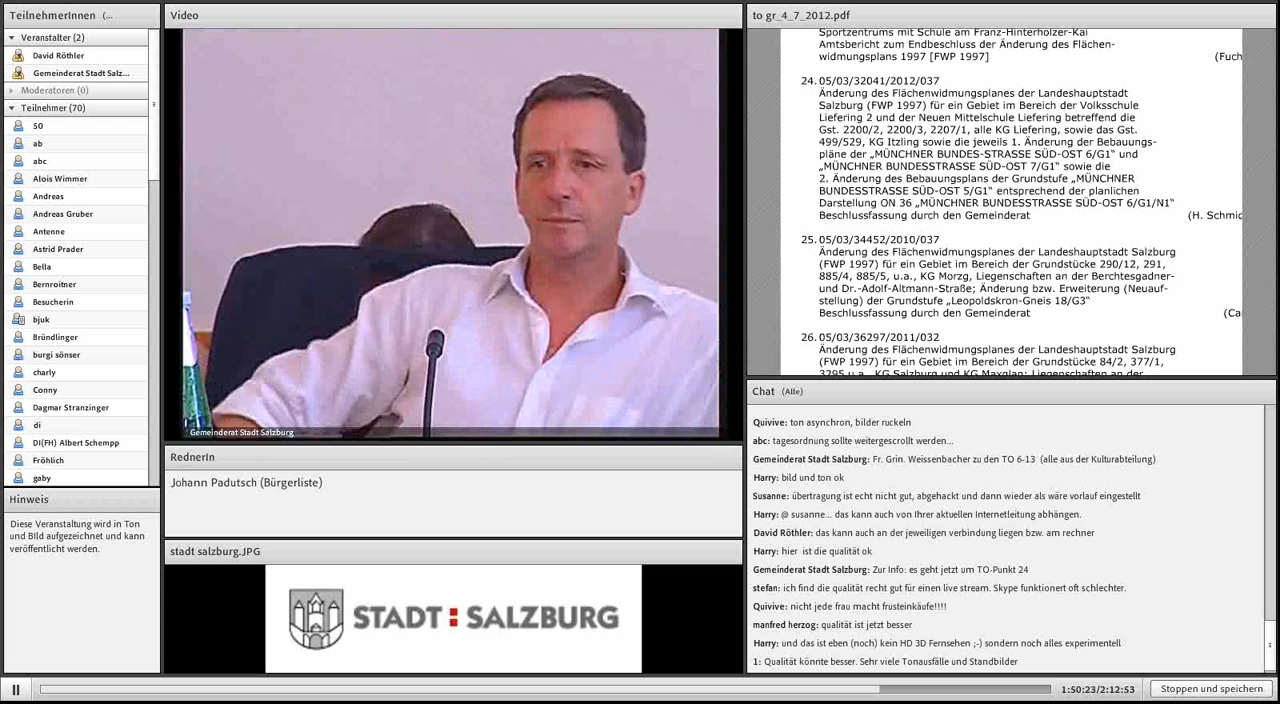 TeilnehmerInnen (...
Veranstalter (2)
David Röthler
Gemeinderat Stadt Salz...
Moderatoren (0)
Teilnehmer (70)
50
ab
abc
Alois Wimmer
Andreas
Andreas Gruber
Antenne
Astrid Prader
Bella
Bernroitner
Besucherin
bjuk
Bründlinger
burgi sönser
charly
Conny
Dagmar Stranzinger
di
DI(FH) Albert Schempp
Fröhlich
gaby
Hinweis
Diese Veranstaltung wird in Ton
und BIld aufgezeichnet und kann
veröffentlicht werden.
Video
Gemeinderat Stadt Salzburg
RednerIn
Johann Padutsch (Bürgerliste)
stadt salzburg.JPG
STADT : SALZBURG
to gr_4_7_2012.pdf
Sportzentrums mit Schule am Franz-Hinterholzer-Kai
Amtsbericht zum Endbeschluss der Änderung des Flächen-
widmungsplans 1997 [FWP 1997] (Fuch
24. 05/03/32041/2012/037
Änderung des Flächenwidmungsplanes der Landeshauptstadt
Salzburg (FWP 1997) für ein Gebiet im Bereich der Volksschule
Liefering 2 und der Neuen Mittelschule Liefering betreffend die
Gst. 2200/2, 2200/3, 2207/1, alle KG Liefering, sowie das Gst.
499/529, KG Itzling sowie die jeweils 1. Änderung der Bebauungs-
pläne der „MÜNCHNER BUNDES-STRASSE SÜD-OST 6/G1“ und
„MÜNCHNER BUNDESSTRASSE SÜD-OST 7/G1“ sowie die
2. Änderung des Bebauungsplans der Grundstufe „MÜNCHNER
BUNDESSTRASSE SÜD-OST 5/G1“ entsprechend der planlichen
Darstellung ON 36 „MÜNCHNER BUNDESSTRASSE SÜD-OST 6/G1/N1“
Beschlussfassung durch den Gemeinderat (H. Schmid
25. 05/03/34452/2010/037
Änderung des Flächenwidmungsplanes der Landeshauptstadt Salzburg
(FWP 1997) für ein Gebiet im Bereich der Grundstücke 290/12, 291,
885/4, 885/5, u.a., KG Morzg, Liegenschaften an der Berchtesgadner-
und Dr.-Adolf-Altmann-Straße; Änderung bzw. Erweiterung (Neuauf-
stellung) der Grundstufe „Leopoldskron-Gneis 18/G3“
Beschlussfassung durch den Gemeinderat (Ca
26. 05/03/36297/2011/032
Änderung des Flächenwidmungsplanes der Landeshauptstadt Salzburg
(FWP 1997) für ein Gebiet im Bereich der Grundstücke 84/2, 377/1,
3295 u.a., KG Salzburg und KG Maxglan; Liegenschaften an der
Chat (Alle)
Quivive: ton asynchron, bilder ruckeln
abc: tagesordnung sollte weitergescrollt werden...
Gemeinderat Stadt Salzburg: Fr. Grin. Weissenbacher zu den TO 6-13 (alle aus der Kulturabteilung)
Harry: bild und ton ok
Susanne: übertragung ist echt nicht gut, abgehackt und dann wieder als wäre vorlauf eingestellt
Harry: @ susanne... das kann auch von Ihrer aktuellen Internetleitung abhängen.
David Röthler: das kann auch an der jeweiligen verbindung liegen bzw. am rechner
Harry: hier ist die qualität ok
Gemeinderat Stadt Salzburg: Zur Info: es geht jetzt um TO-Punkt 24
stefan: ich find die qualität recht gut für einen live stream. Skype funktionert oft schlechter.
Quivive: nicht jede frau macht frusteinkäufe!!!!
manfred herzog: qualität ist jetzt besser
Harry: und das ist eben (noch) kein HD 3D Fernsehen ;-) sondern noch alles experimentell
1: Qualität könnte besser. Sehr viele Tonausfälle und Standbilder
1:50:23/2:12:53
Stoppen und speichern